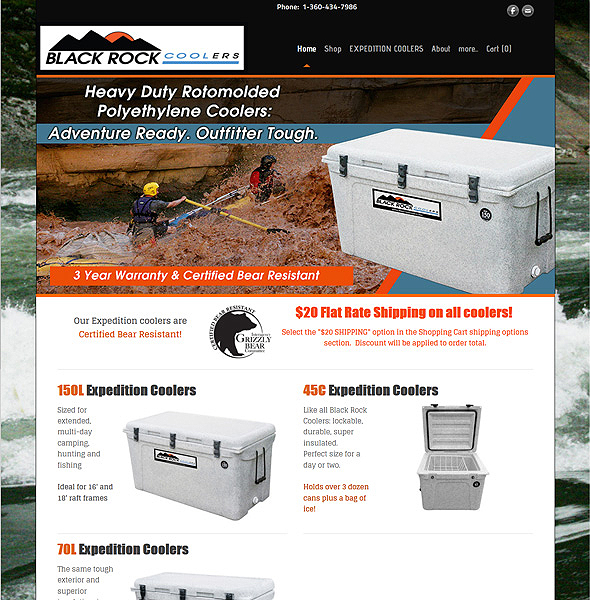 Phone: 1-360-434-7986
BLACK ROCK COOLERS
Home Shop EXPEDITION COOLERS About more.. Cart (0)
Heavy Duty Rotomolded
Polyethylene Coolers:
Adventure Ready. Outfitter Tough.
BLACK ROCK COOLERS
150
3 Year Warranty & Certified Bear Resistant
Our Expedition coolers are
Certified Bear Resistant!
CERTIFIED BEAR RESISTANT
Interagency
GRIZZLY
BEAR
Committee
$20 Flat Rate Shipping on all coolers!
Select the "$20 SHIPPING" option in the Shopping Cart shipping options
section. Discount will be applied to order total.
150L Expedition Coolers
Sized for
extended,
multi-day
camping,
hunting and
fishing
Ideal for 16' and
18' raft frames
BLACK ROCK
45C Expedition Coolers
Like all Black Rock
Coolers: lockable,
durable, super
insulated.
Perfect size for a
day or two.
Holds over 3 dozen
cans plus a bag of
ice!
70L Expedition Coolers
The same tough
exterior and
superior